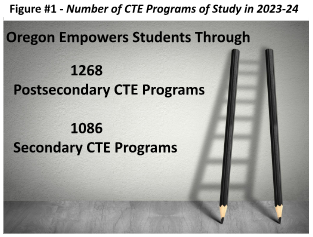 Figure #1 - Number of CTE Programs of Study in 2023-24
Oregon Empowers Students Through
1268
Postsecondary CTE Programs
1086
Secondary CTE Programs